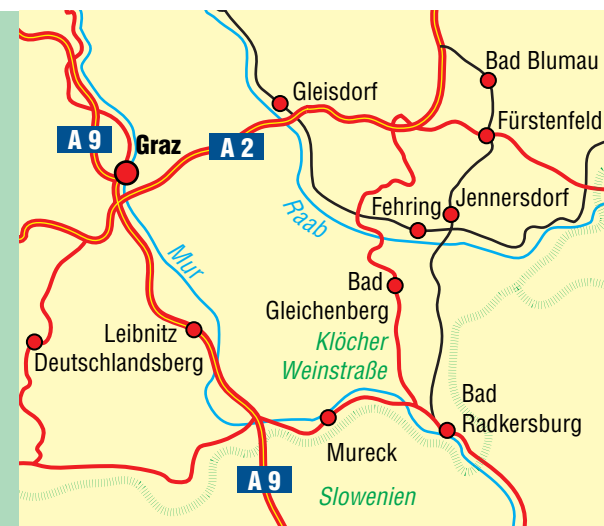 Bad Blumau
Gleisdorf
Fürstenfeld
A 9
Graz
A 2
Fehring
Jennersdorf
Raab
Mur
Bad
Gleichenberg
Leibnitz
Klöcher
Weinstraße
Deutschlandsberg
Bad
Radkersburg
Mureck
A 9
Slowenien